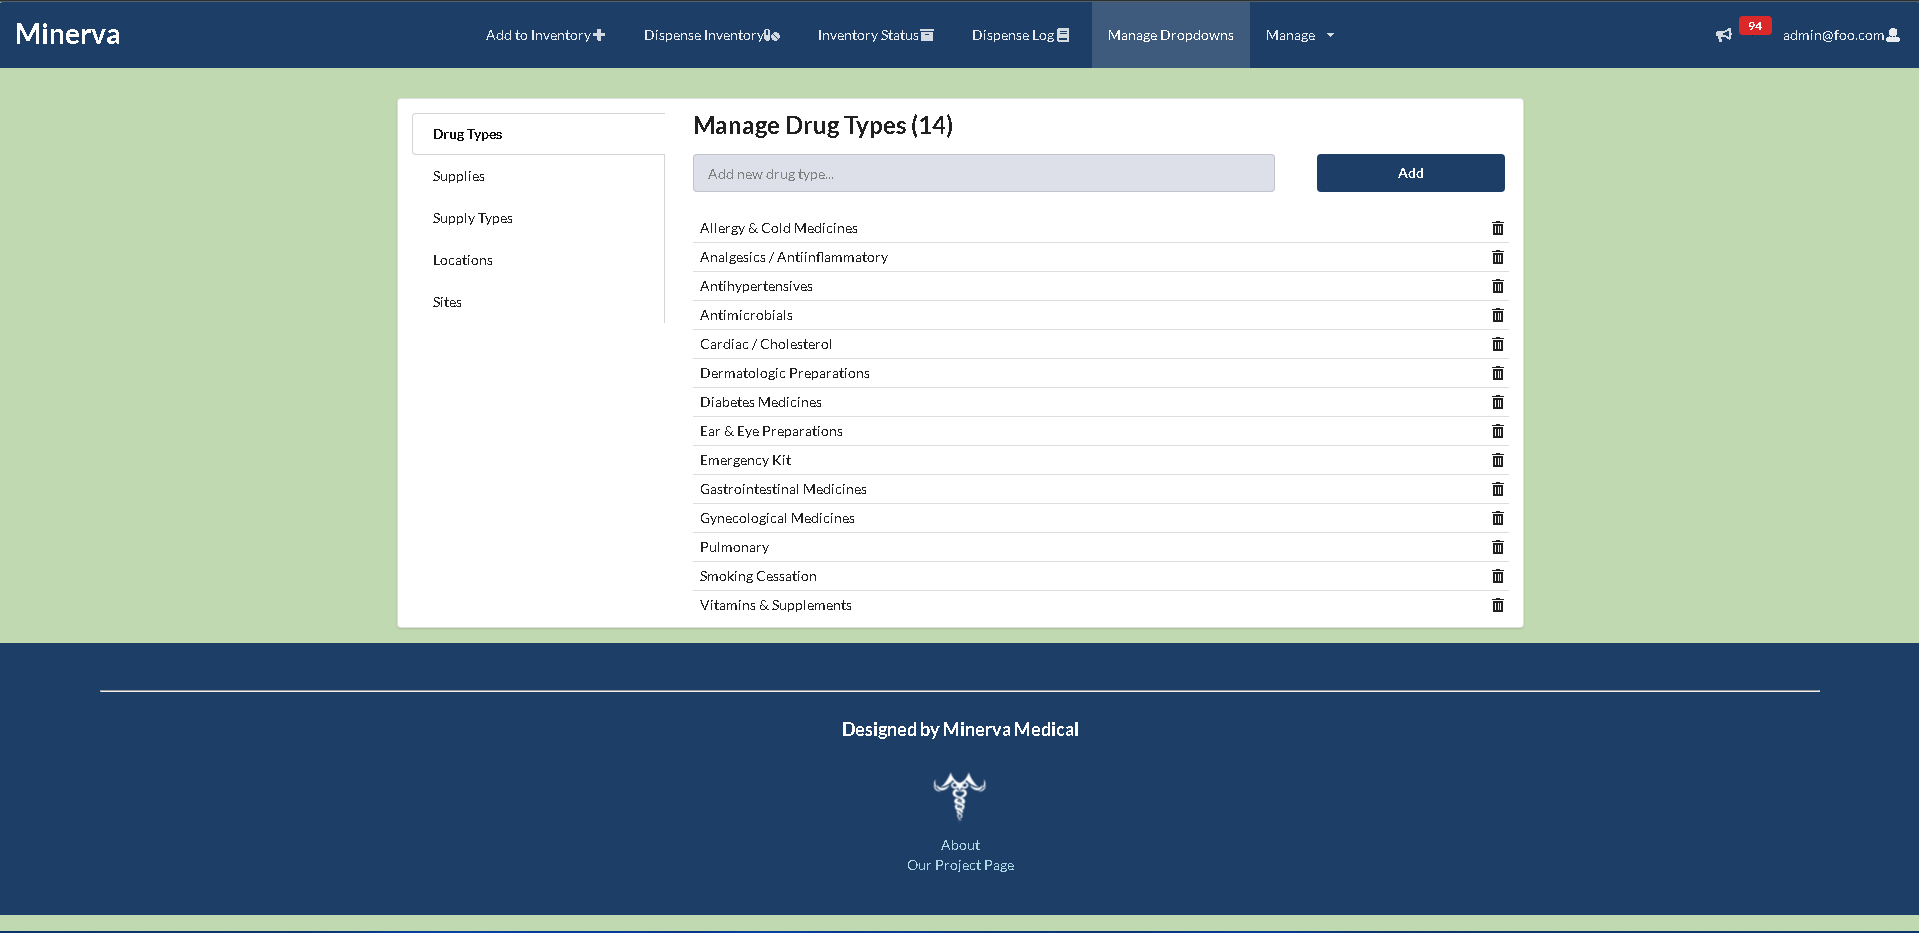 Minerva
Add to Inventory
Dispense Inventory
Inventory Status
Dispense Log
Manage Dropdowns
Manage
94
admin@foo.com
Drug Types
Supplies
Supply Types
Locations
Sites
Manage Drug Types (14)
Add new drug type...
Add
Allergy & Cold Medicines
Analgesics / Antiinflammatory
Antihypertensives
Antimicrobials
Cardiac / Cholesterol
Dermatologic Preparations
Diabetes Medicines
Ear & Eye Preparations
Emergency Kit
Gastrointestinal Medicines
Gynecological Medicines
Pulmonary
Smoking Cessation
Vitamins & Supplements
Designed by Minerva Medical
About
Our Project Page